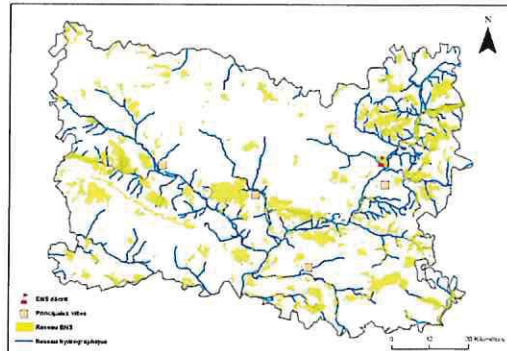 N
ENS décrit
Principales villes
Réseau ENS
Réseau hydrographique
0 10 20 Kilomètres